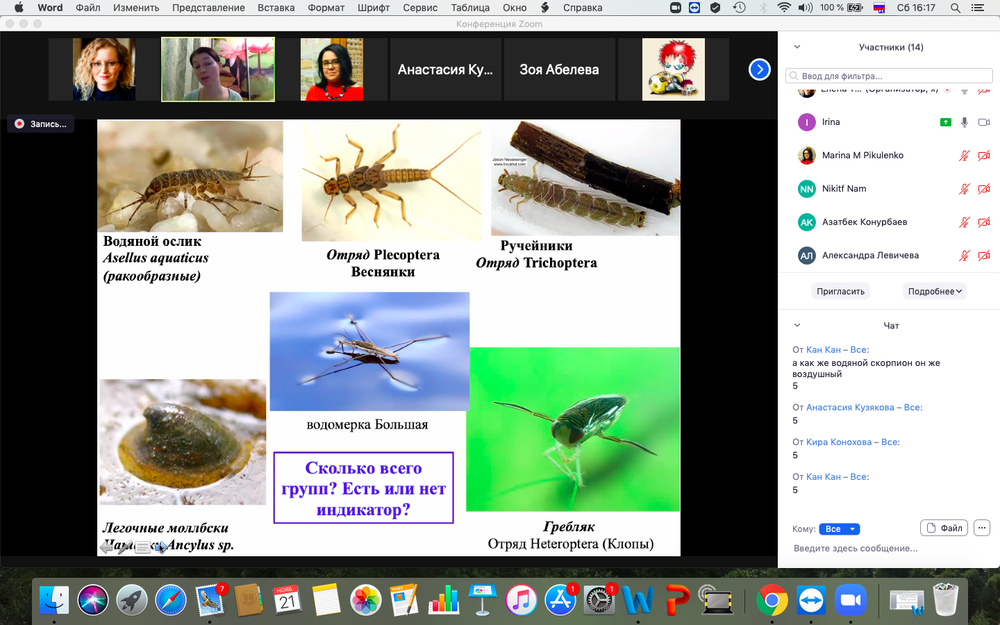 Word Файл Изменить Представление Вставка Формат Шрифт Сервис Таблица Окно Справка 100 % Сб 16:17
Конференция Zoom
Анастасия Ку...
Зоя Абелева
Запись...
Jason Neuswanger
www.troutnut.com
Водяной ослик
Asellus aquaticus
(ракообразные)
Отряд Plecoptera
Веснянки
Ручейники
Отряд Trichoptera
водомерка Большая
Сколько всего
групп? Есть или нет
индикатор?
Легочные моллбски
Ancylus sp.
Гребляк
Отряд Heteroptera (Клопы)
Участники (14)
Ввод для фильтра...
Елена Т... (Организатор, я)
I Irina
Marina M Pikulenko
NN Nikitf Nam
АК Азатбек Конурбаев
АЛ Александра Левичева
Пригласить Подробнее
Чат
От Кан Кан – Все:
а как же водяной скорпион он же
воздушный
5
От Анастасия Кузякова – Все:
5
От Кира Конохова – Все:
5
От Кан Кан – Все:
5
Кому: Все Файл ...
Введите здесь сообщение...
7 НОЯБ. 21 PAGES 1 1